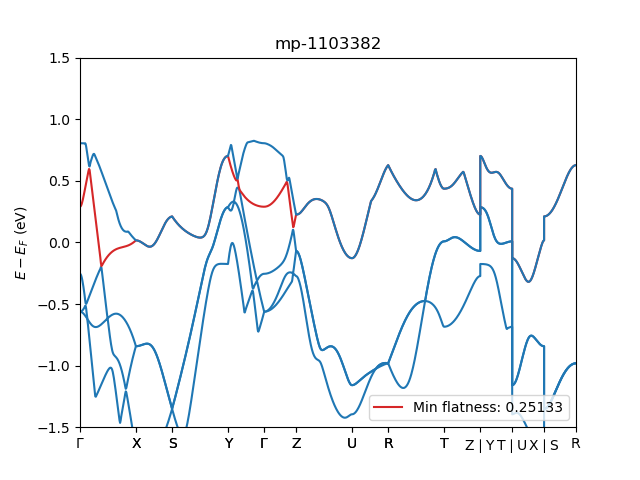 mp-1103382
E − E_F (eV)
1.5
1.0
0.5
0.0
−0.5
−1.0
−1.5
Min flatness: 0.25133
Γ X S Y Γ Z U R T Z | Y T | U X | S R